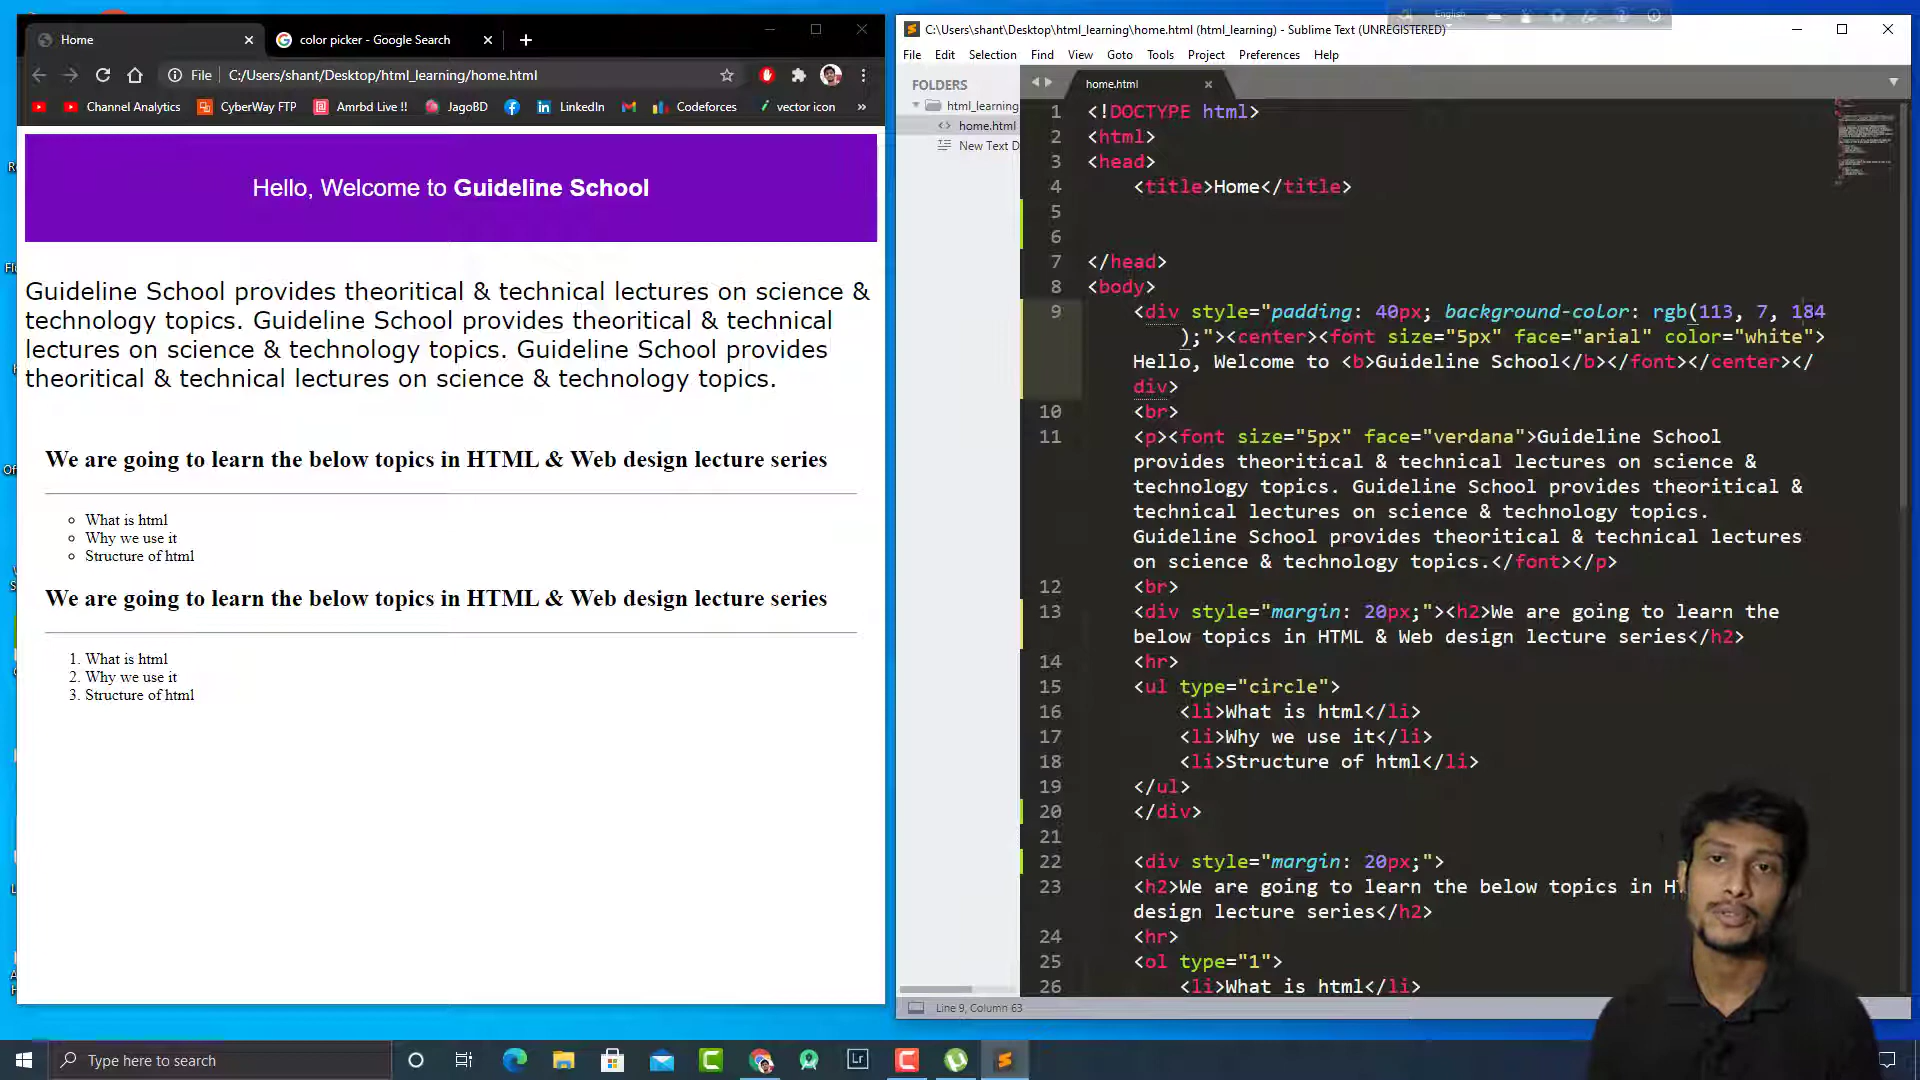 Home
color picker - Google Search
File
C:/Users/shant/Desktop/html_learning/home.html
Channel Analytics
CyberWay FTP
Amrbd Live !!
JagoBD
LinkedIn
Codeforces
vector icon
»
Hello, Welcome to Guideline School
Guideline School provides theoritical & technical lectures on science &
technology topics. Guideline School provides theoritical & technical
lectures on science & technology topics. Guideline School provides
theoritical & technical lectures on science & technology topics.
We are going to learn the below topics in HTML & Web design lecture series
What is html
Why we use it
Structure of html
We are going to learn the below topics in HTML & Web design lecture series
1. What is html
2. Why we use it
3. Structure of html
English
C:\Users\shant\Desktop\html_learning\home.html (html_learning) - Sublime Text (UNREGISTERED)
File Edit Selection Find View Goto Tools Project Preferences Help
FOLDERS
html_learning
home.html
New Text D
home.html
1 <!DOCTYPE html>
2 <html>
3 <head>
4 <title>Home</title>
5
6
7 </head>
8 <body>
9 <div style="padding: 40px; background-color: rgb(113, 7, 184
);"><center><font size="5px" face="arial" color="white">
Hello, Welcome to <b>Guideline School</b></font></center></
div>
10 <br>
11 <p><font size="5px" face="verdana">Guideline School
provides theoritical & technical lectures on science &
technology topics. Guideline School provides theoritical &
technical lectures on science & technology topics.
Guideline School provides theoritical & technical lectures
on science & technology topics.</font></p>
12 <br>
13 <div style="margin: 20px;"><h2>We are going to learn the
below topics in HTML & Web design lecture series</h2>
14 <hr>
15 <ul type="circle">
16 <li>What is html</li>
17 <li>Why we use it</li>
18 <li>Structure of html</li>
19 </ul>
20 </div>
21
22 <div style="margin: 20px;">
23 <h2>We are going to learn the below topics in HT
design lecture series</h2>
24 <hr>
25 <ol type="1">
26 <li>What is html</li>
Line 9, Column 63
Type here to search
Lr